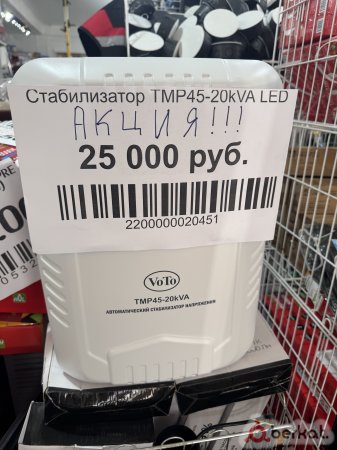 Стабилизатор TMP45-20kVA LED
АКЦИЯ!!!
25 000 руб.
2200000020451
VoTo
TMP45-20kVA
АВТОМАТИЧЕСКИЙ СТАБИЛИЗАТОР НАПРЯЖЕНИЯ